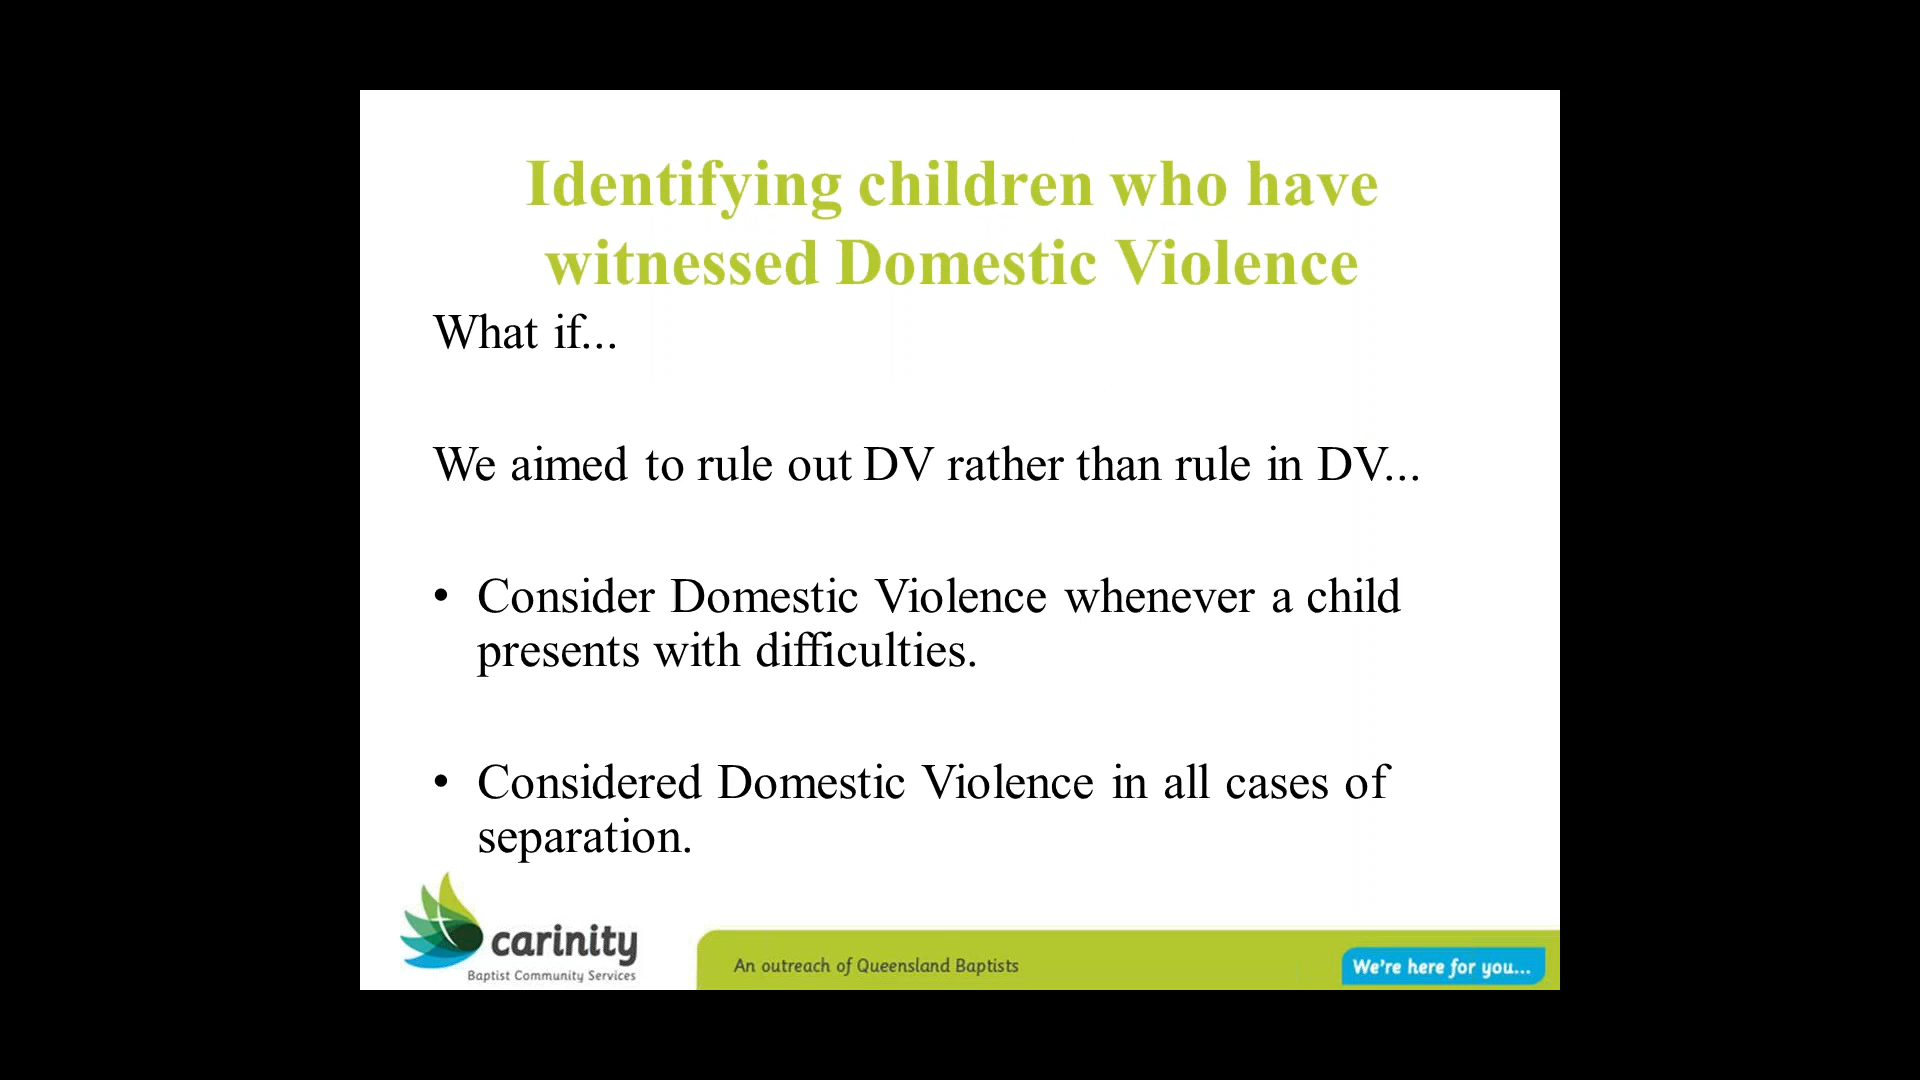 Identifying children who have
witnessed Domestic Violence
What if...
We aimed to rule out DV rather than rule in DV...
• Consider Domestic Violence whenever a child
presents with difficulties.
• Considered Domestic Violence in all cases of
separation.
carinity
Baptist Community Services
An outreach of Queensland Baptists
We're here for you...